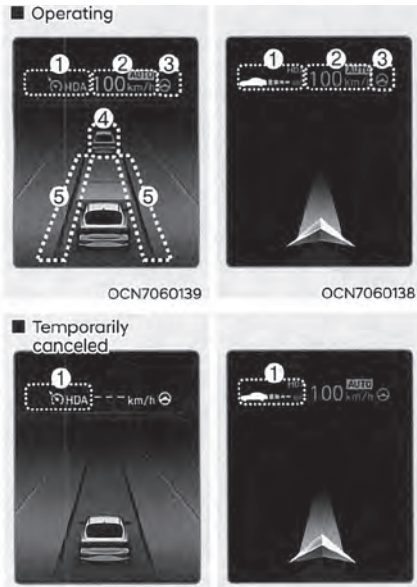 ■ Operating
① ② ③
HDA 100 AUTO km/h
④
⑤ ⑤
① ② ③
100 AUTO km/h
OCN7060139
OCN7060138
■ Temporarily
canceled
①
HDA ---km/h
①
100 AUTO km/h